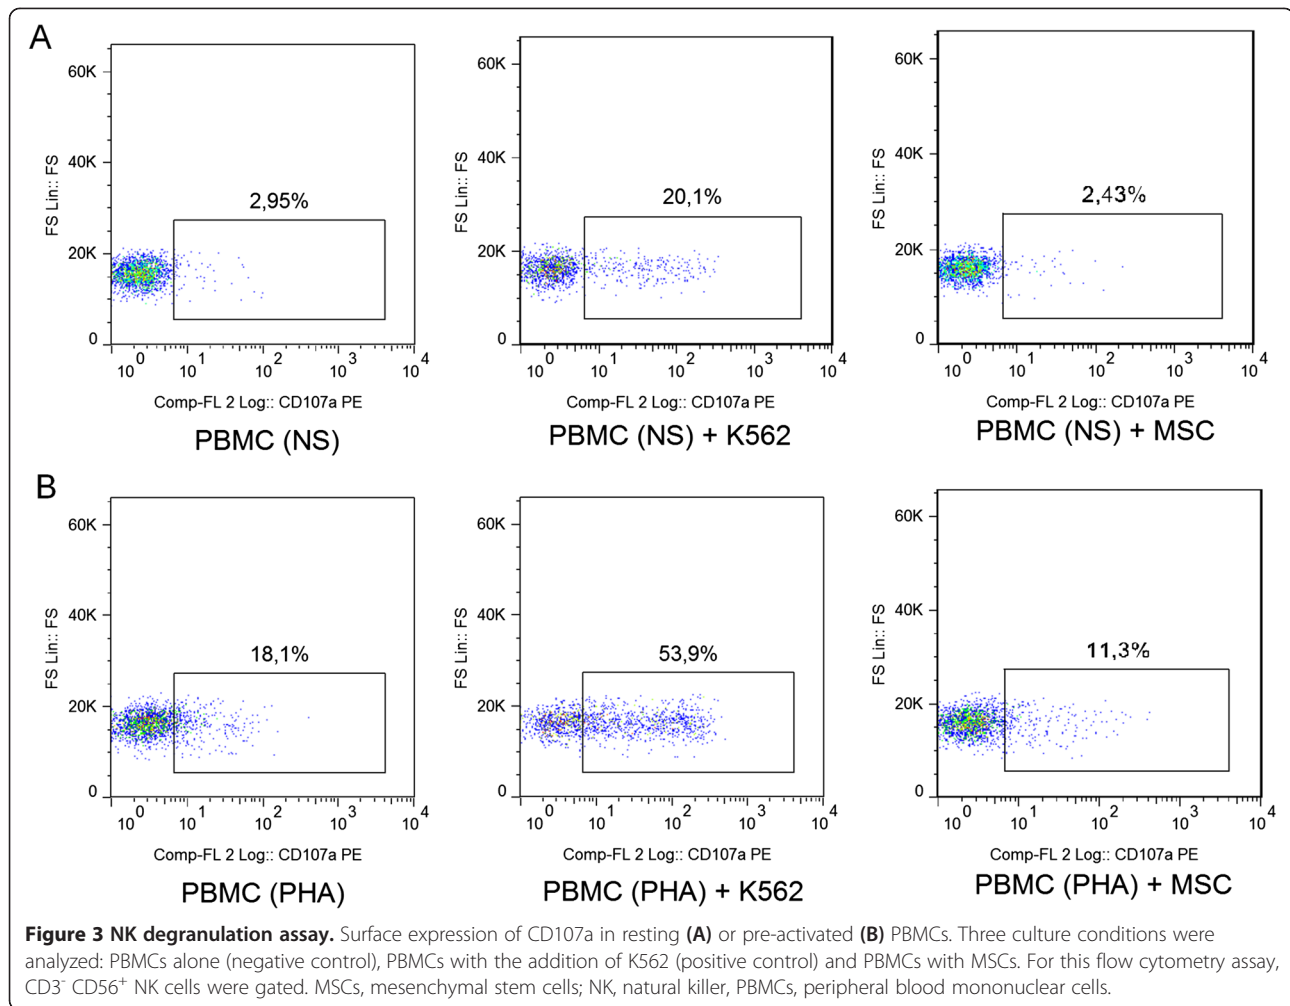 A
60K
40K
20K
0
FS Lin:: FS
2,95%
10^0 10^1 10^2 10^3 10^4
Comp-FL 2 Log:: CD107a PE
PBMC (NS)
60K
40K
20K
0
FS Lin:: FS
20,1%
10^0 10^1 10^2 10^3 10^4
Comp-FL 2 Log:: CD107a PE
PBMC (NS) + K562
60K
40K
20K
0
FS Lin:: FS
2,43%
10^0 10^1 10^2 10^3 10^4
Comp-FL 2 Log:: CD107a PE
PBMC (NS) + MSC
B
60K
40K
20K
0
FS Lin:: FS
18,1%
10^0 10^1 10^2 10^3 10^4
Comp-FL 2 Log:: CD107a PE
PBMC (PHA)
60K
40K
20K
0
FS Lin:: FS
53,9%
10^0 10^1 10^2 10^3 10^4
Comp-FL 2 Log:: CD107a PE
PBMC (PHA) + K562
60K
40K
20K
0
FS Lin:: FS
11,3%
10^0 10^1 10^2 10^3 10^4
Comp-FL 2 Log:: CD107a PE
PBMC (PHA) + MSC
Figure 3 NK degranulation assay. Surface expression of CD107a in resting (A) or pre-activated (B) PBMCs. Three culture conditions were
analyzed: PBMCs alone (negative control), PBMCs with the addition of K562 (positive control) and PBMCs with MSCs. For this flow cytometry assay,
CD3⁻ CD56⁺ NK cells were gated. MSCs, mesenchymal stem cells; NK, natural killer, PBMCs, peripheral blood mononuclear cells.